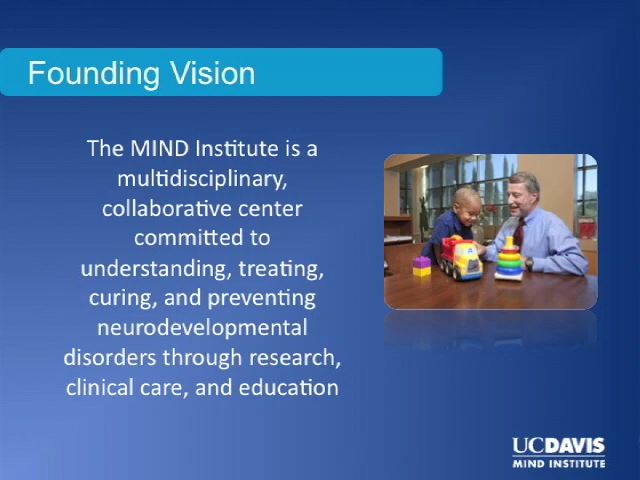 Founding Vision
The MIND Institute is a
multidisciplinary,
collaborative center
committed to
understanding, treating,
curing, and preventing
neurodevelopmental
disorders through research,
clinical care, and education
UCDAVIS
MIND INSTITUTE